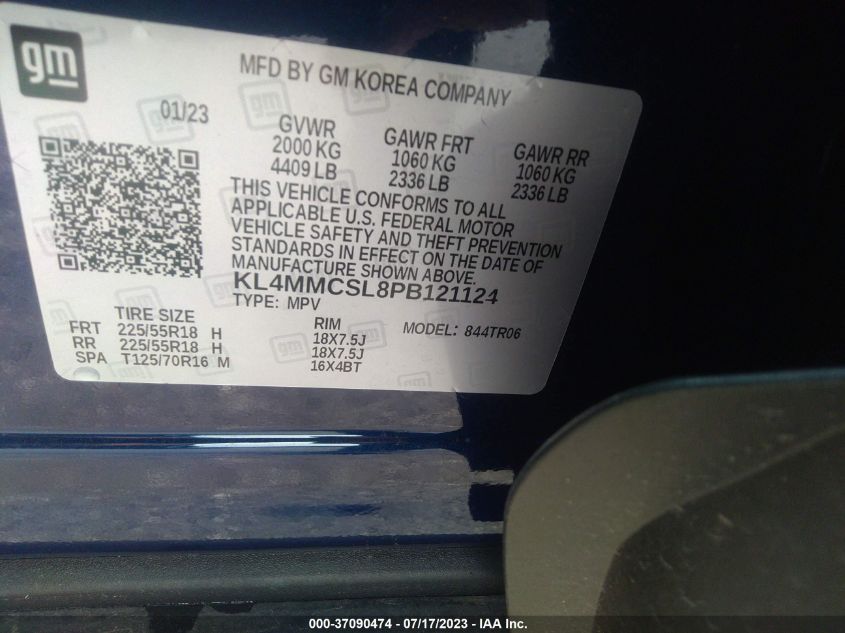 gm
MFD BY GM KOREA COMPANY
01/23
GVWR GAWR FRT GAWR RR
2000 KG 1060 KG 1060 KG
4409 LB 2336 LB 2336 LB
THIS VEHICLE CONFORMS TO ALL
APPLICABLE U.S. FEDERAL MOTOR
VEHICLE SAFETY AND THEFT PREVENTION
STANDARDS IN EFFECT ON THE DATE OF
MANUFACTURE SHOWN ABOVE.
KL4MMCSL8PB121124
TYPE: MPV
TIRE SIZE RIM MODEL: 844TR06
FRT 225/55R18 H 18X7.5J
RR 225/55R18 H 18X7.5J
SPA T125/70R16 M 16X4BT
000-37090474 - 07/17/2023 - IAA Inc.